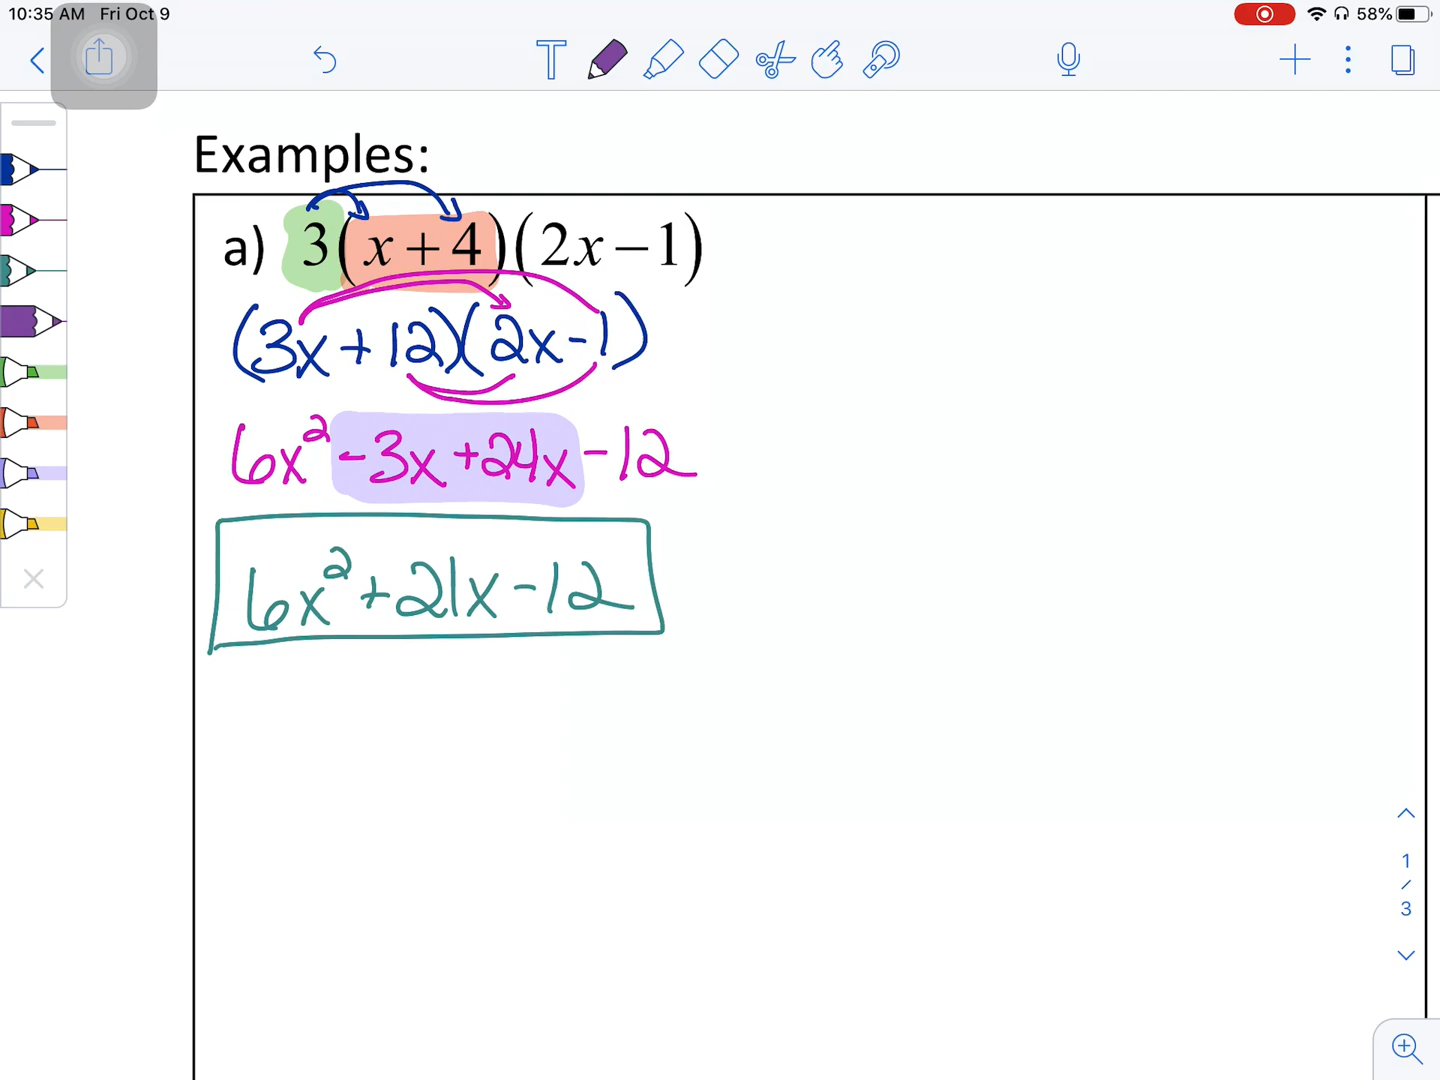 10:35 AM Fri Oct 9 58%
T
Examples:
a) 3(x+4)(2x−1)
(3x+12)(2x-1)
6x² -3x +24x -12
6x² +21x -12
1
/
3